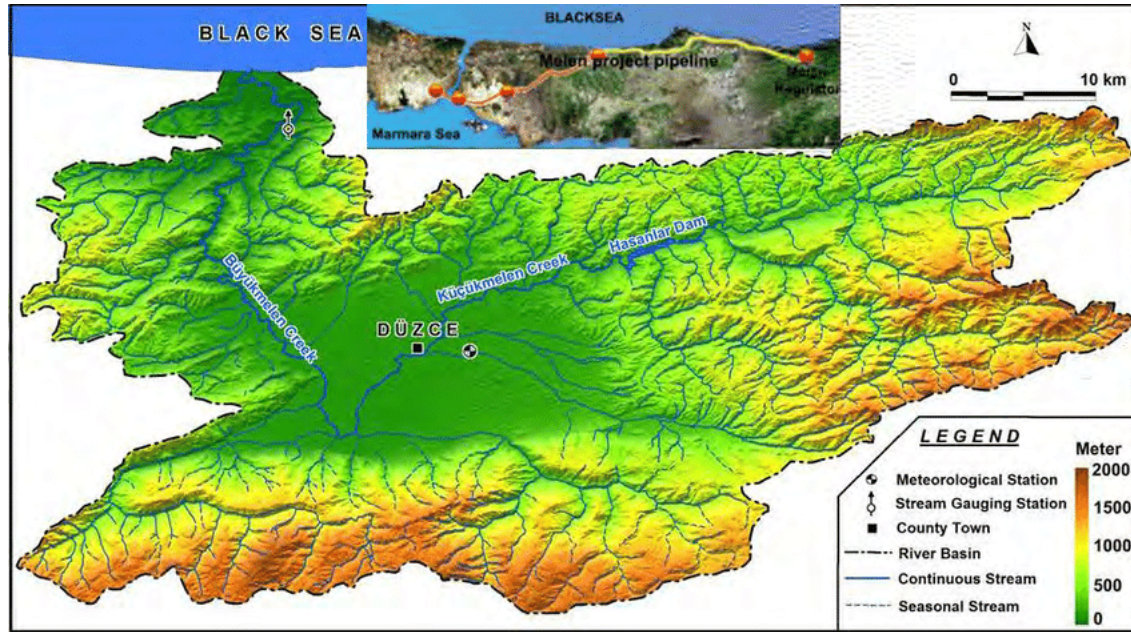 BLACK SEA
BLACKSEA
Melen project pipeline
Melen
Regulator
Marmara Sea
0 10 km
Hasanlar Dam
Küçükmelen Creek
Büyükmelen Creek
DÜZCE
LEGEND
Meteorological Station
Stream Gauging Station
County Town
River Basin
Continuous Stream
Seasonal Stream
Meter
2000
1500
1000
500
0